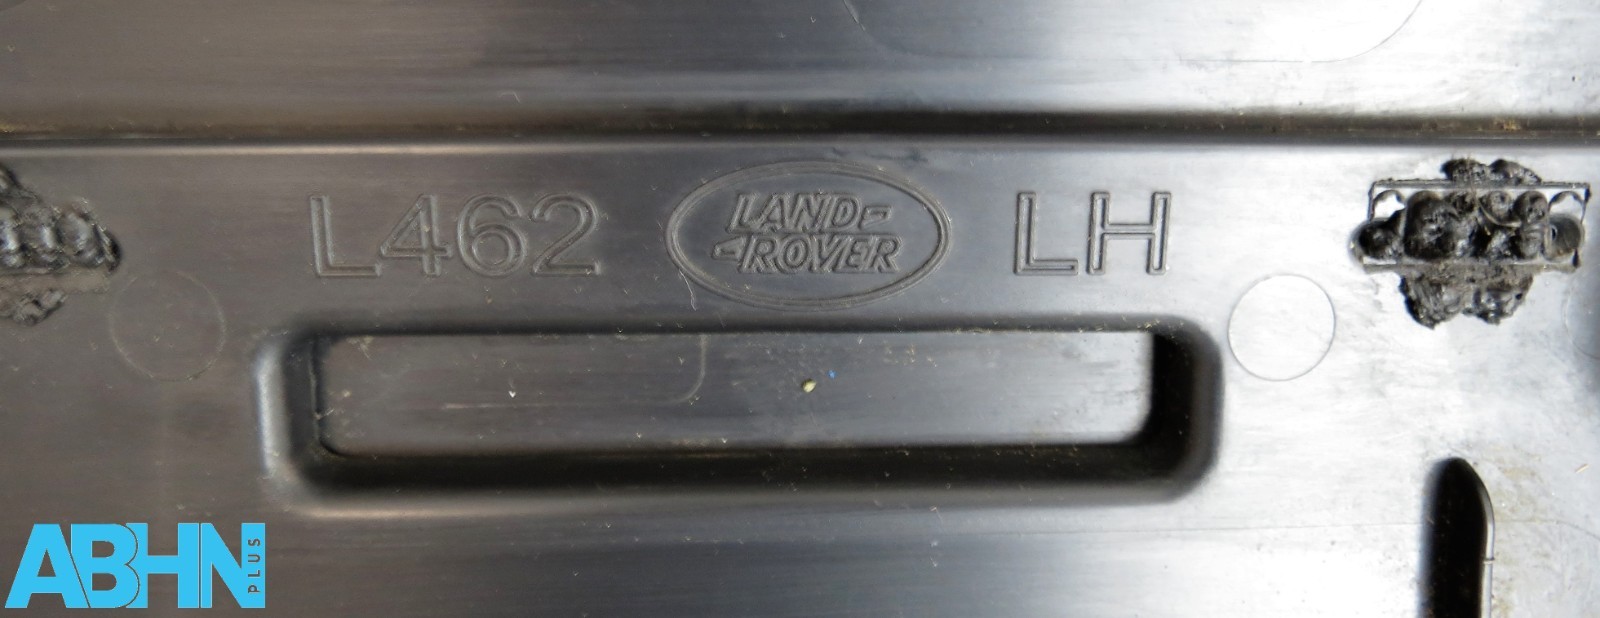 L462 LAND- LH
-ROVER
ABHN PLUS